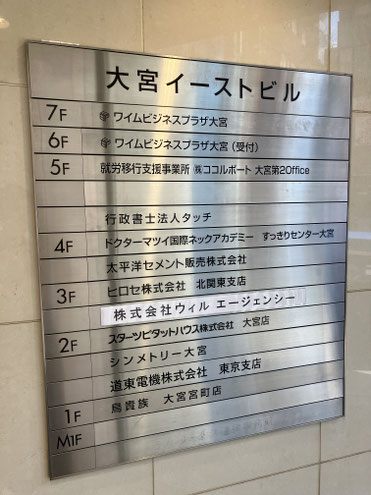 大宮イーストビル
7F ワイムビジネスプラザ大宮
6F ワイムビジネスプラザ大宮(受付)
5F 就労移行支援事業所 ㈱ココルポート 大宮第2Office
行政書士法人タッチ
4F ドクターマツイ国際ネックアカデミー すっきりセンター大宮
太平洋セメント販売株式会社
3F ヒロセ株式会社 北関東支店
株式会社ウィル エージェンシー
2F スターツピタットハウス株式会社 大宮店
シンメトリー大宮
道東電機株式会社 東京支店
1F 鳥貴族 大宮宮町店
M1F